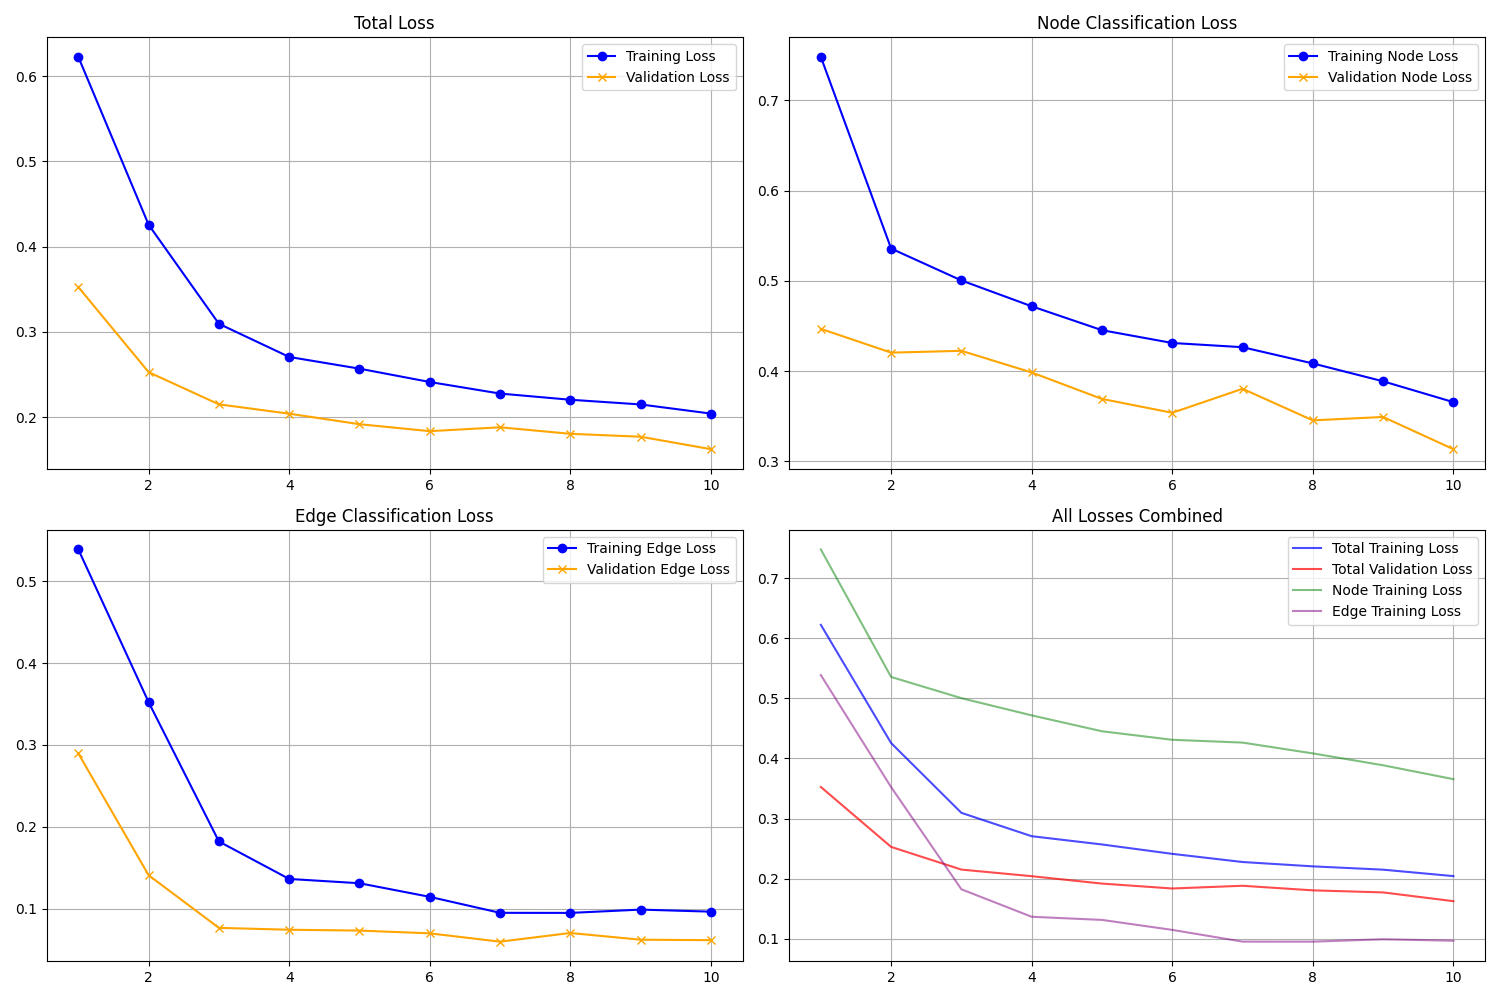 Total Loss
Training Loss
Validation Loss
0.6
0.5
0.4
0.3
0.2
2 4 6 8 10
Node Classification Loss
Training Node Loss
Validation Node Loss
0.7
0.6
0.5
0.4
0.3
2 4 6 8 10
Edge Classification Loss
Training Edge Loss
Validation Edge Loss
0.5
0.4
0.3
0.2
0.1
2 4 6 8 10
All Losses Combined
Total Training Loss
Total Validation Loss
Node Training Loss
Edge Training Loss
0.7
0.6
0.5
0.4
0.3
0.2
0.1
2 4 6 8 10